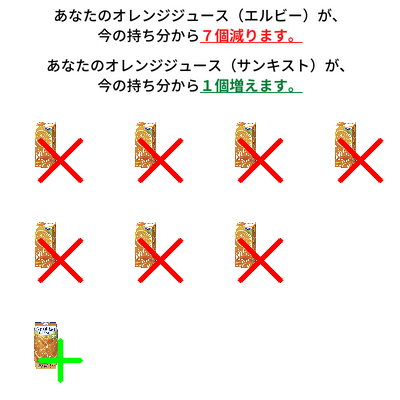 あなたのオレンジジュース（エルビー）が、
今の持ち分から７個減ります。
あなたのオレンジジュース（サンキスト）が、
今の持ち分から１個増えます。